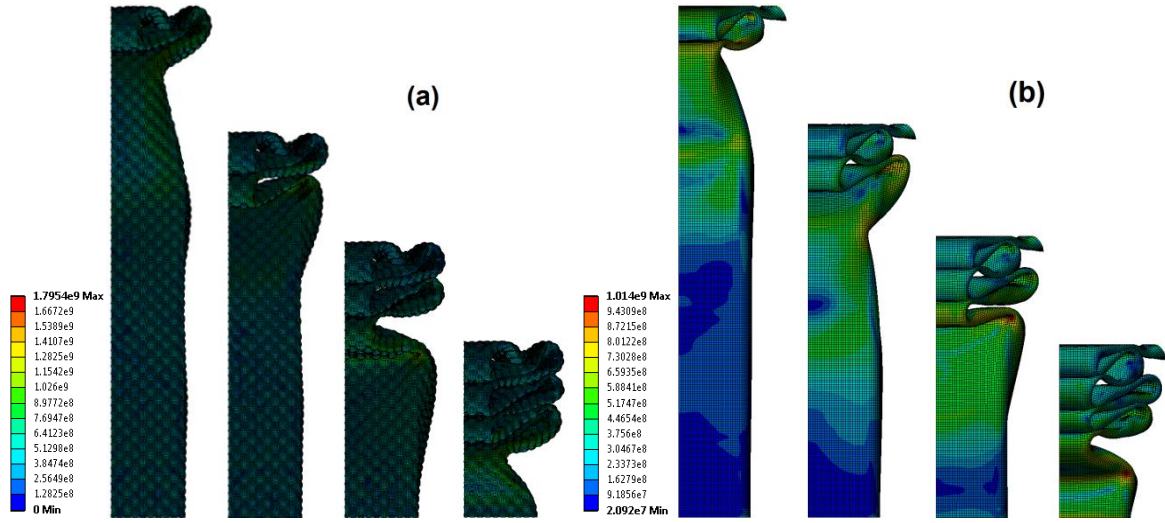 (a)
(b)
1.7954e9 Max
1.6672e9
1.5389e9
1.4107e9
1.2825e9
1.1542e9
1.026e9
8.9772e8
7.6947e8
6.4123e8
5.1298e8
3.8474e8
2.5649e8
1.2825e8
0 Min
1.014e9 Max
9.4309e8
8.7215e8
8.0122e8
7.3028e8
6.5935e8
5.8841e8
5.1747e8
4.4654e8
3.756e8
3.0467e8
2.3373e8
1.6279e8
9.1856e7
2.092e7 Min